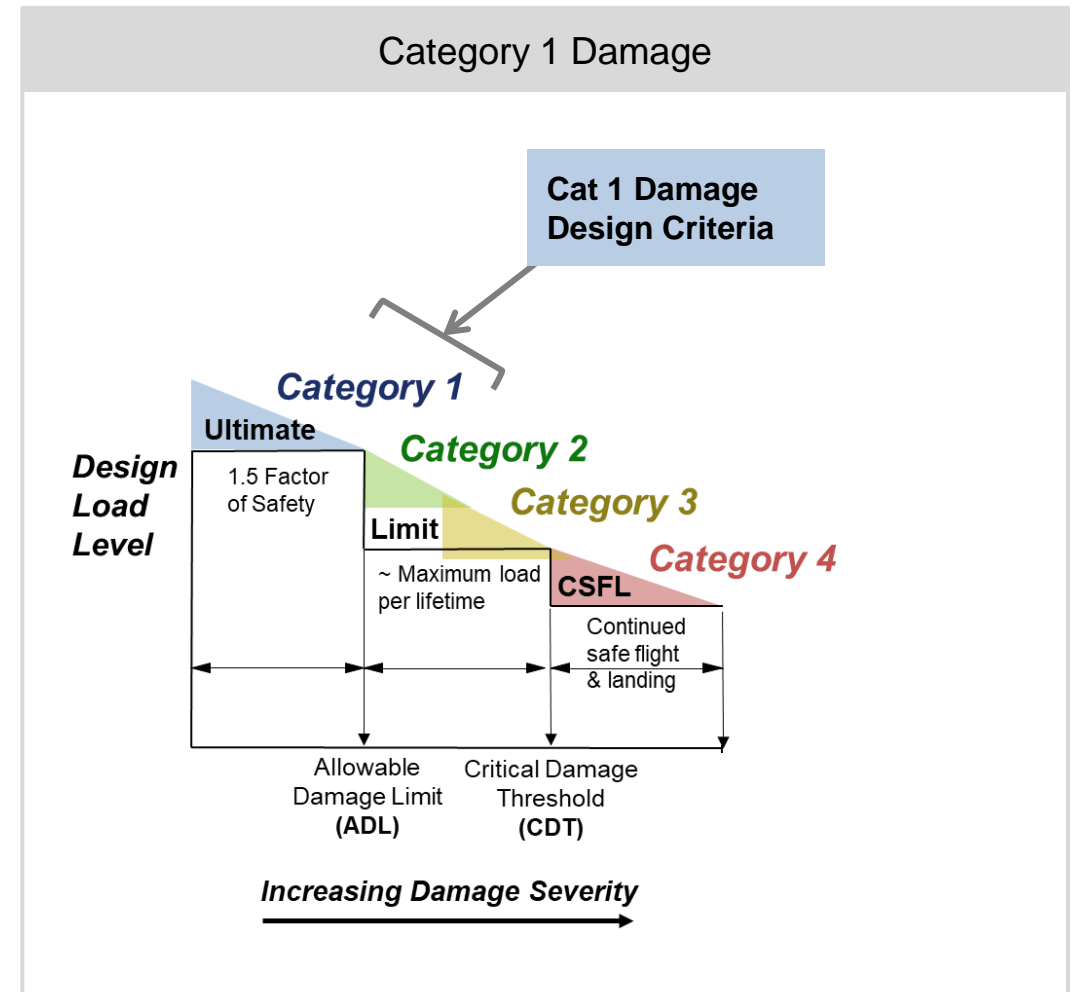 Category 1 Damage
Cat 1 Damage
Design Criteria
Category 1
Ultimate
Category 2
Design
Load
Level
1.5 Factor
of Safety
Category 3
Limit
Category 4
~ Maximum load
per lifetime
CSFL
Continued
safe flight
& landing
Allowable
Damage Limit
(ADL)
Critical Damage
Threshold
(CDT)
Increasing Damage Severity